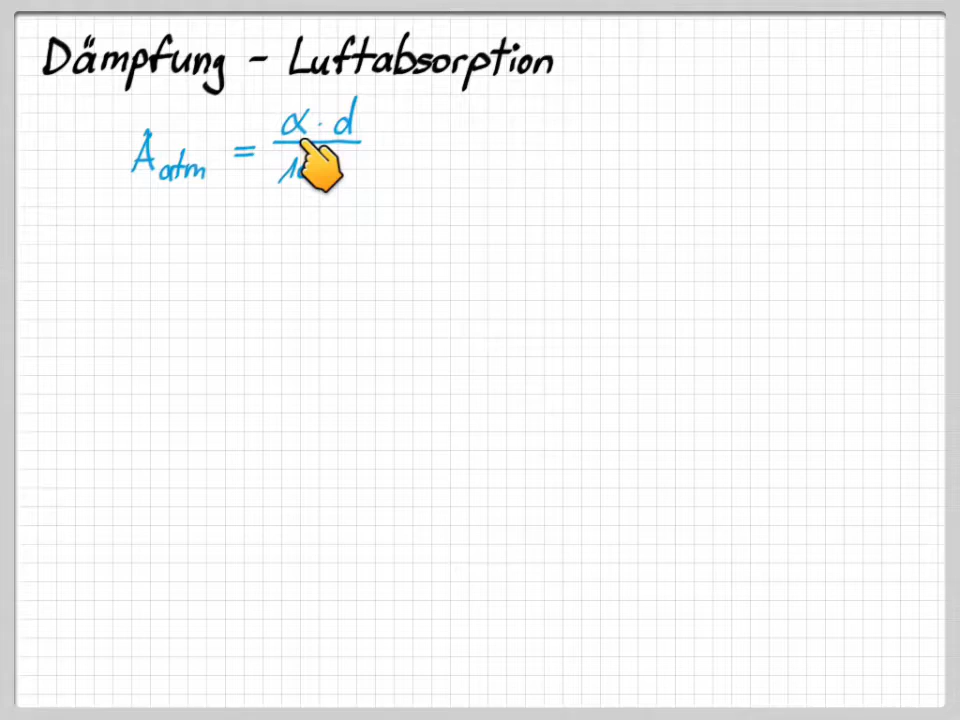 Dämpfung - Luftabsorption
A_atm = α · d